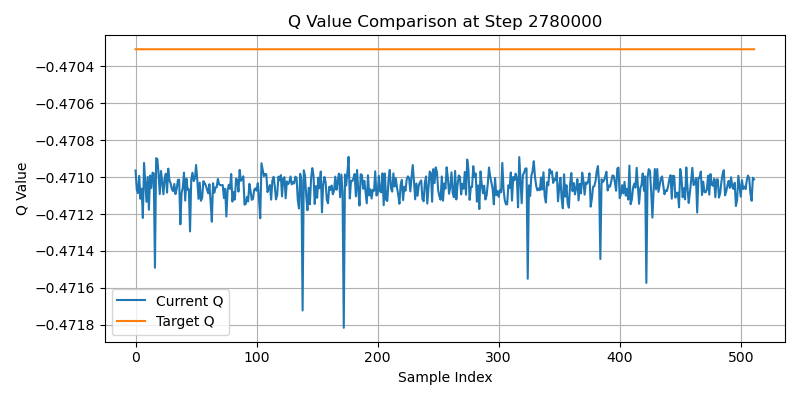 Q Value Comparison at Step 2780000
Q Value
−0.4704
−0.4706
−0.4708
−0.4710
−0.4712
−0.4714
−0.4716
−0.4718
Current Q
Target Q
0 100 200 300 400 500
Sample Index